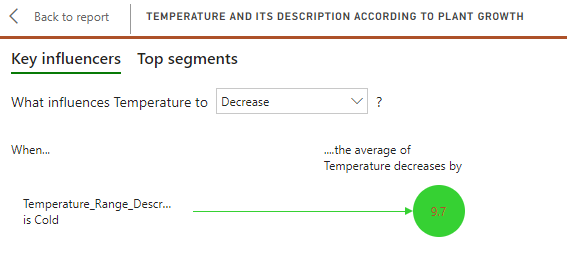 Back to report
TEMPERATURE AND ITS DESCRIPTION ACCORDING TO PLANT GROWTH
Key influencers Top segments
What influences Temperature to Decrease ?
When...
....the average of
Temperature decreases by
Temperature_Range_Descr...
is Cold
9.7